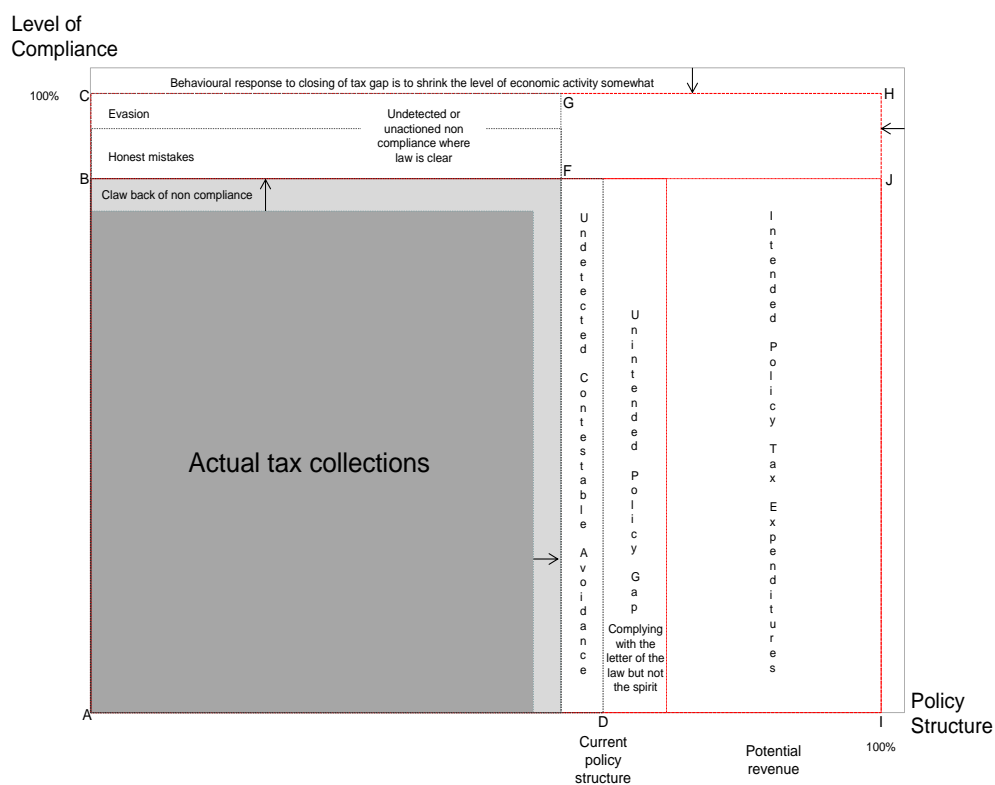 Level of
Compliance
Behavioural response to closing of tax gap is to shrink the level of economic activity somewhat
100%
C
H
G
Evasion
Undetected or
unactioned non
compliance where
law is clear
Honest mistakes
B
F
J
Claw back of non compliance
Undetected Contestable Avoidance
Unintended Policy Gap
Complying
with the
letter of the
law but not
the spirit
Intended Policy Tax Expenditures
Actual tax collections
A
D
I
Policy
Structure
100%
Current
policy
structure
Potential
revenue